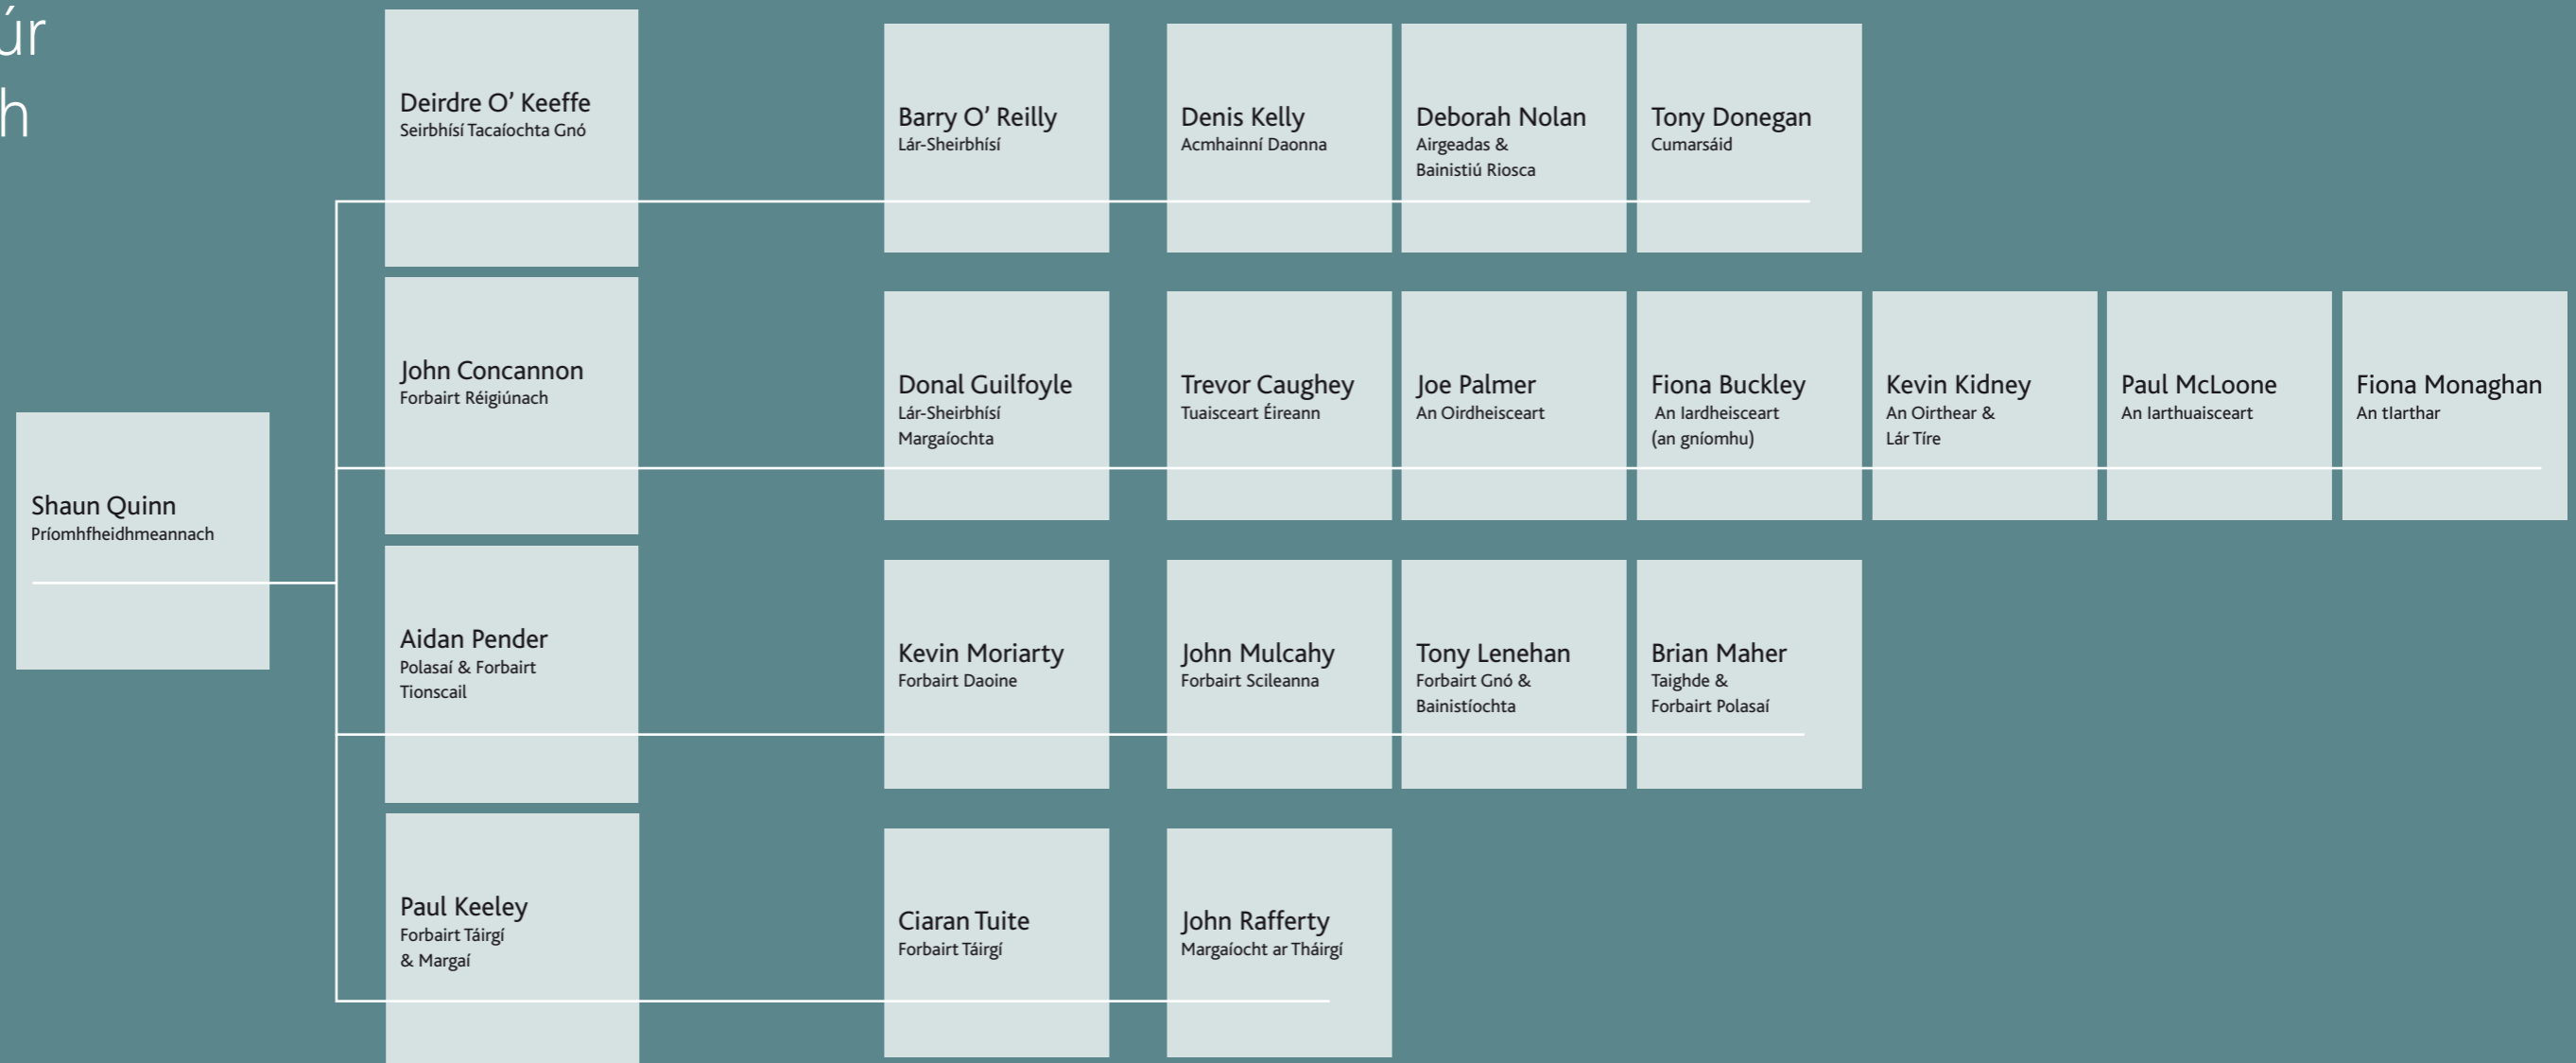 úr
h
Deirdre O’ Keeffe
Seirbhísí Tacaíochta Gnó
Barry O’ Reilly
Lár-Sheirbhísí
Denis Kelly
Acmhainní Daonna
Deborah Nolan
Airgeadas &
Bainistiú Riosca
Tony Donegan
Cumarsáid
John Concannon
Forbairt Réigiúnach
Donal Guilfoyle
Lár-Sheirbhísí
Margaíochta
Trevor Caughey
Tuaisceart Éireann
Joe Palmer
An Oirdheisceart
Fiona Buckley
An Iardheisceart
(an gníomhu)
Kevin Kidney
An Oirthear &
Lár Tíre
Paul McLoone
An Iarthuaisceart
Fiona Monaghan
An tIarthar
Shaun Quinn
Príomhfheidhmeannach
Aidan Pender
Polasaí & Forbairt
Tionscail
Kevin Moriarty
Forbairt Daoine
John Mulcahy
Forbairt Scileanna
Tony Lenehan
Forbairt Gnó &
Bainistíochta
Brian Maher
Taighde &
Forbairt Polasaí
Paul Keeley
Forbairt Táirgí
& Margaí
Ciaran Tuite
Forbairt Táirgí
John Rafferty
Margaíocht ar Tháirgí